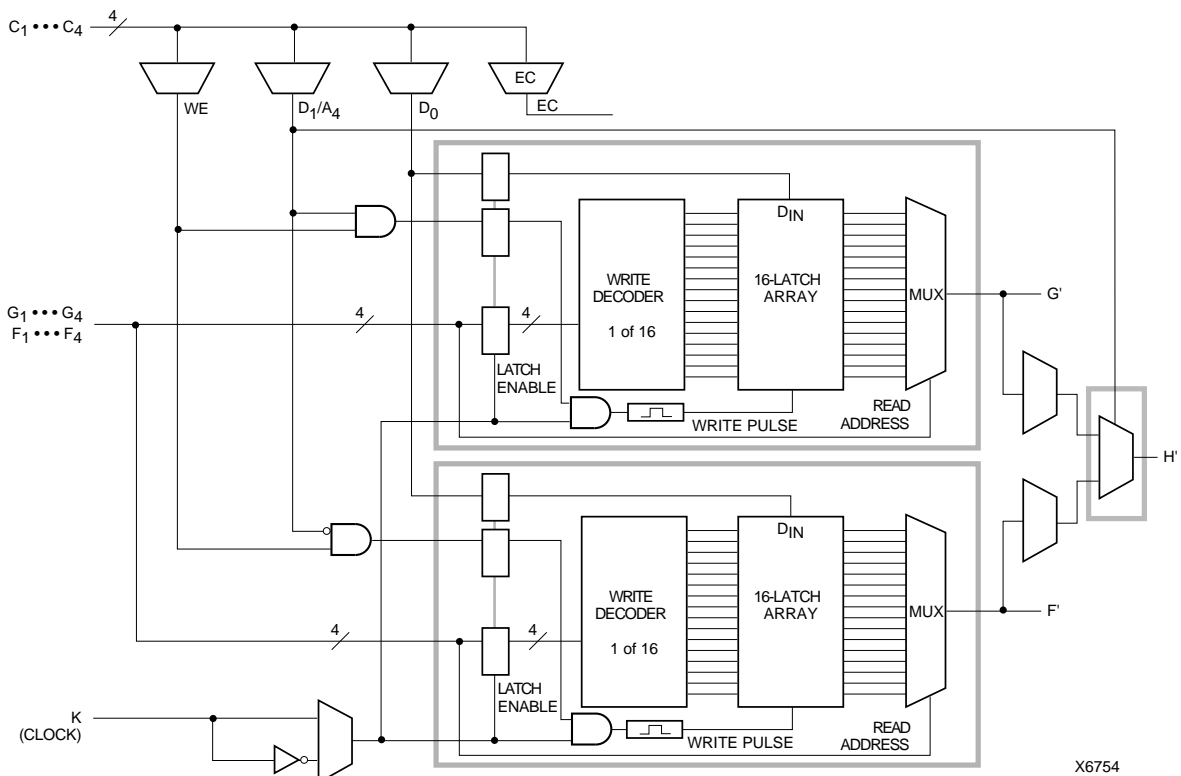 C1 ••• C4
4
EC
WE
D1/A4
D0
EC
DIN
WRITE DECODER
1 of 16
16-LATCH ARRAY
MUX
G'
G1 ••• G4
F1 ••• F4
4
4
LATCH ENABLE
WRITE PULSE
READ ADDRESS
H'
DIN
WRITE DECODER
1 of 16
16-LATCH ARRAY
MUX
F'
4
4
LATCH ENABLE
WRITE PULSE
READ ADDRESS
K
(CLOCK)
X6754